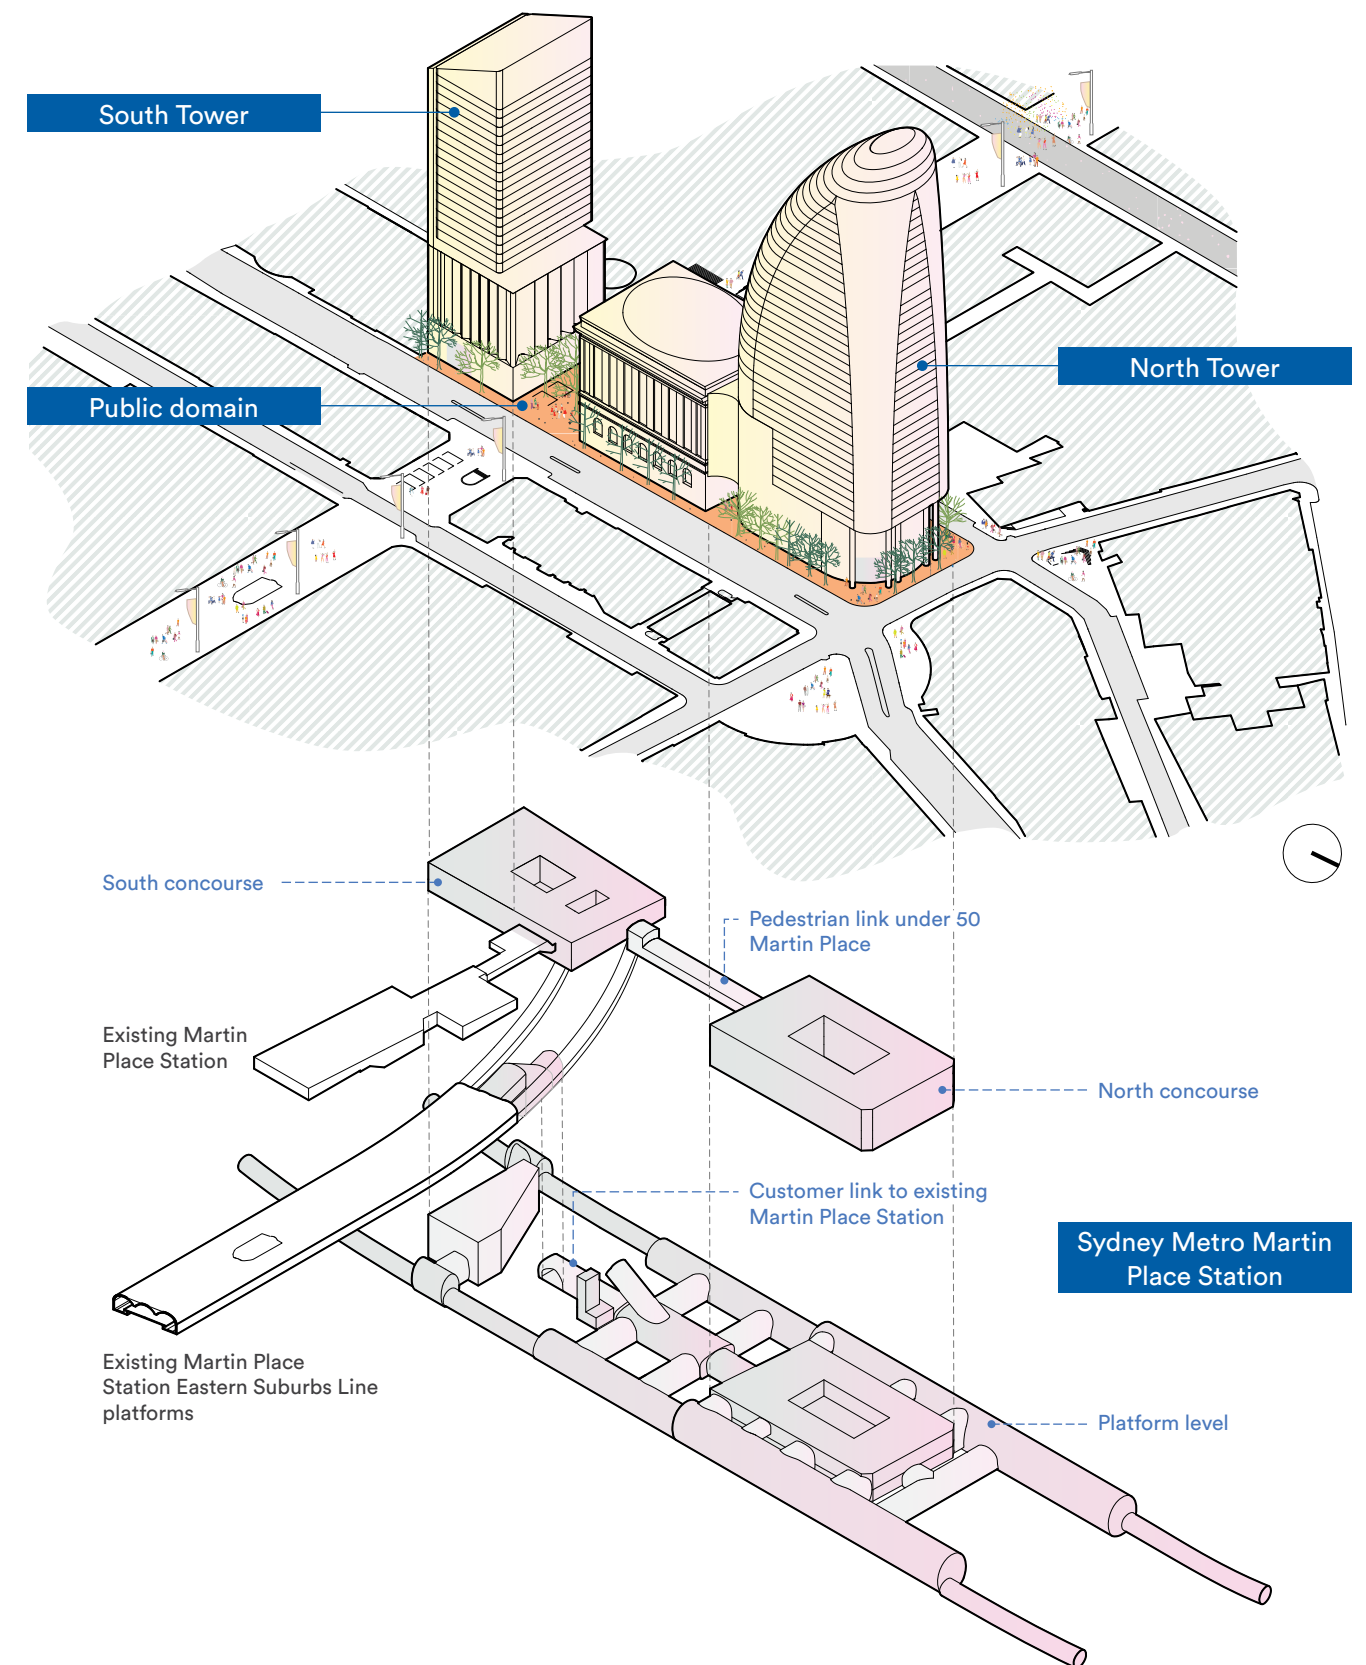 South Tower
North Tower
Public domain
South concourse
Pedestrian link under 50
Martin Place
Existing Martin
Place Station
North concourse
Customer link to existing
Martin Place Station
Sydney Metro Martin
Place Station
Existing Martin Place
Station Eastern Suburbs Line
platforms
Platform level